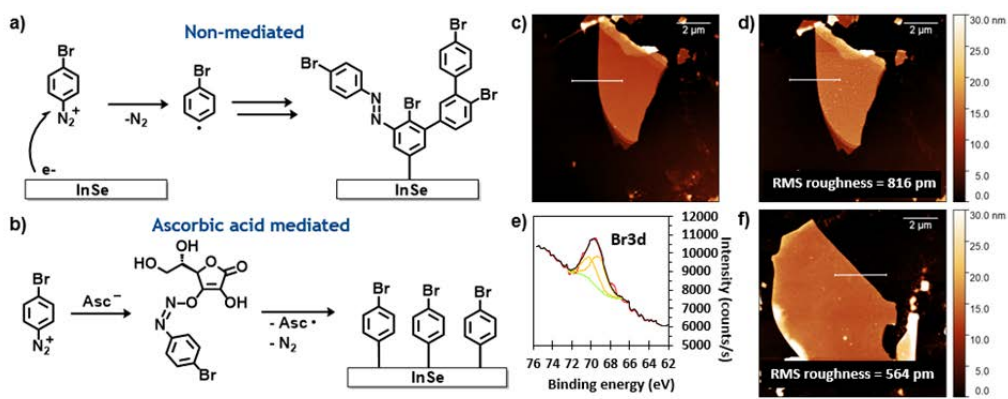 a)
Non-mediated
Br
N2+
e-
-N2
Br
Br
N
N
Br
Br
Br
InSe
InSe
b)
Ascorbic acid mediated
Br
N2+
Asc−
OH
HO
O
O
O
OH
N
N
Br
- Asc•
- N2
Br
Br
Br
InSe
c)
2 μm
d)
2 μm
RMS roughness = 816 pm
30.0 nm
25.0
20.0
15.0
10.0
5.0
0.0
e)
Br3d
12000
11000
10000
9000
8000
7000
6000
5000
Intensity (counts/s)
76 74 72 70 68 66 64 62
Binding energy (eV)
f)
2 μm
RMS roughness = 564 pm
30.0 nm
25.0
20.0
15.0
10.0
5.0
0.0